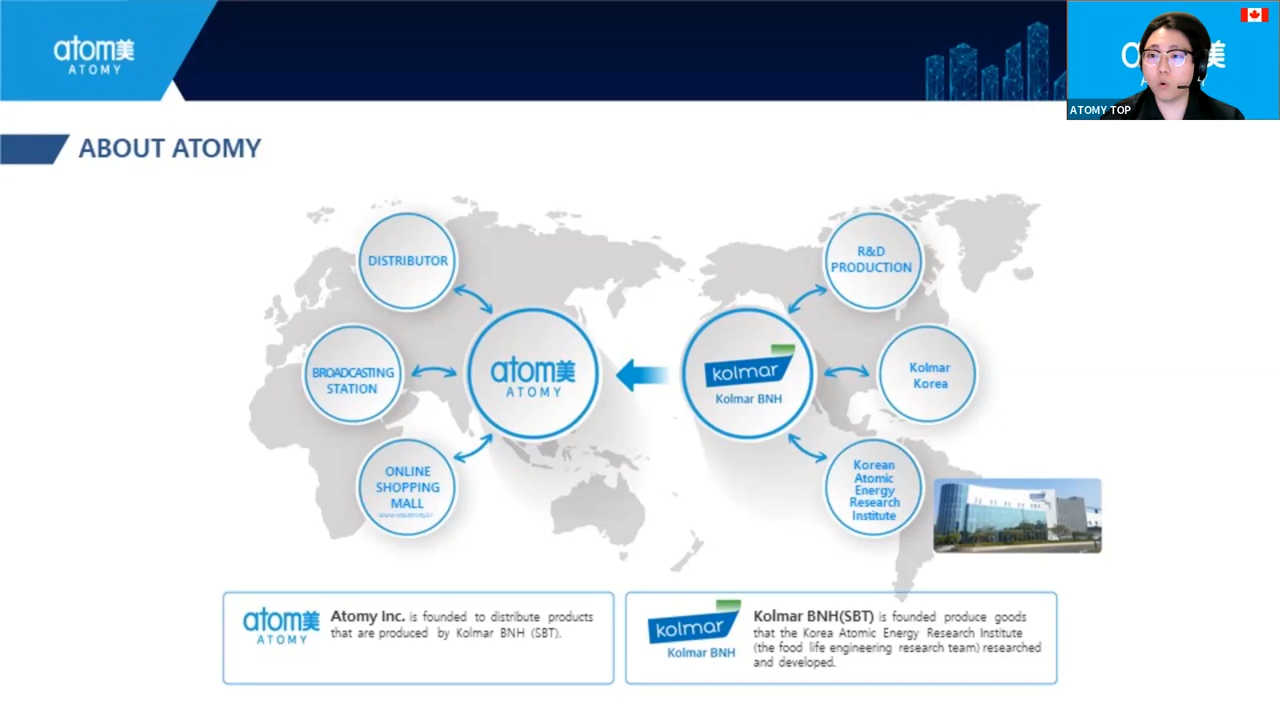 atom美
ATOMY
美
ATOMY TOP
ABOUT ATOMY
DISTRIBUTOR
BROADCASTING
STATION
ONLINE
SHOPPING
MALL
atom美
ATOMY
kolmar
Kolmar BNH
R&D
PRODUCTION
Kolmar
Korea
Korean
Atomic
Energy
Research
Institute
atom美
ATOMY
Atomy Inc. is founded to distribute products
that are produced by Kolmar BNH (SBT).
kolmar
Kolmar BNH
Kolmar BNH(SBT) is founded produce goods
that the Korea Atomic Energy Research Institute
(the food life engineering research team) researched
and developed.